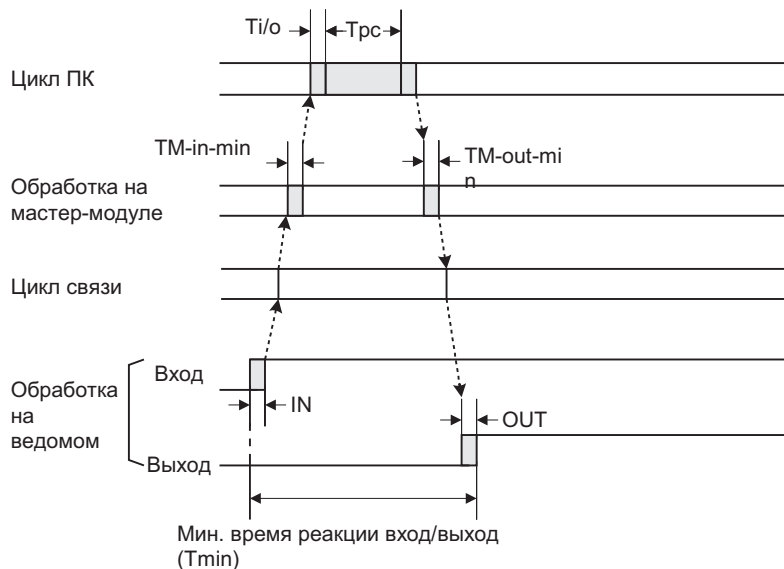 Ti/o
Tpc
Цикл ПК
TM-in-min
TM-out-mi
n
Обработка на
мастер-модуле
Цикл связи
Вход
IN
Обработка
на
ведомом
OUT
Выход
Мин. время реакции вход/выход
(Tmin)